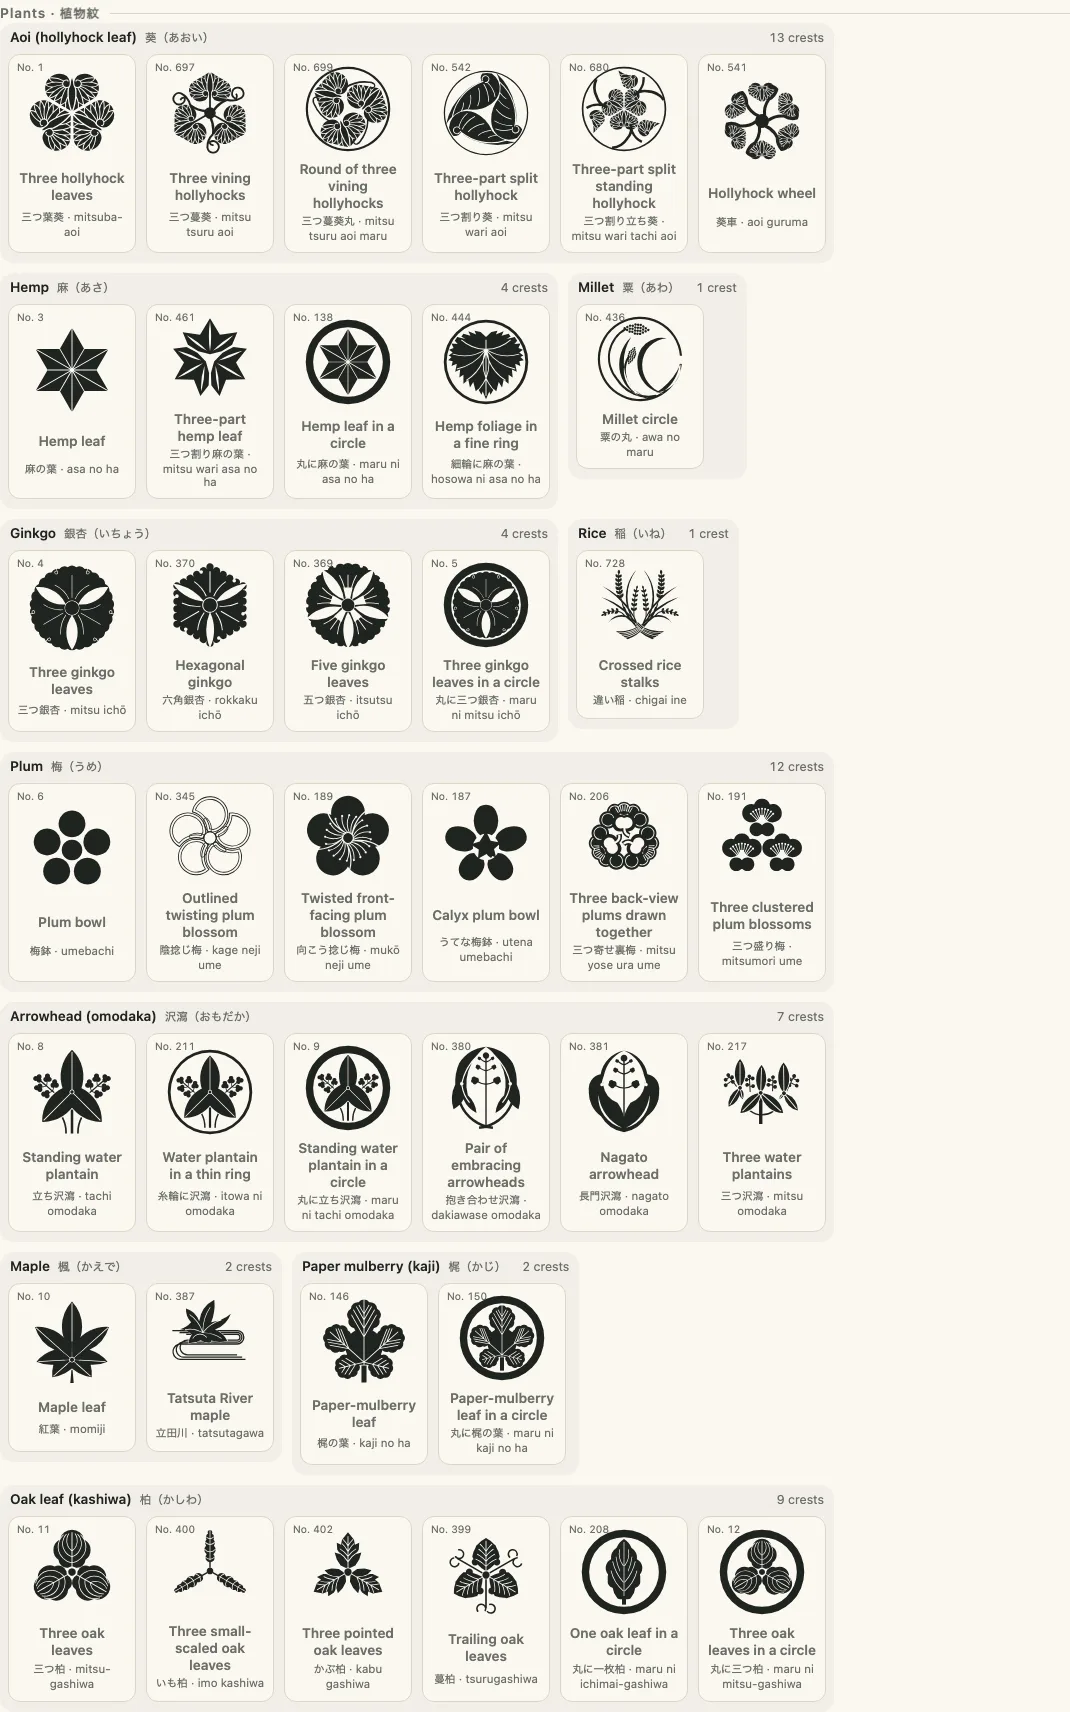 Plants · 植物紋
Aoi (hollyhock leaf) 葵（あおい） 13 crests
No. 1
Three hollyhock
leaves
三つ葉葵 · mitsuba-
aoi
No. 697
Three vining
hollyhocks
三つ蔓葵 · mitsu
tsuru aoi
No. 699
Round of three
vining
hollyhocks
三つ蔓葵丸 · mitsu
tsuru aoi maru
No. 542
Three-part split
hollyhock
三つ割り葵 · mitsu
wari aoi
No. 680
Three-part split
standing
hollyhock
三つ割り立ち葵 ·
mitsu wari tachi aoi
No. 541
Hollyhock wheel
葵車 · aoi guruma
Hemp 麻（あさ） 4 crests
No. 3
Hemp leaf
麻の葉 · asa no ha
No. 461
Three-part
hemp leaf
三つ割り麻の葉 ·
mitsu wari asa no
ha
No. 138
Hemp leaf in a
circle
丸に麻の葉 · maru ni
asa no ha
No. 444
Hemp foliage in
a fine ring
細輪に麻の葉 ·
hosowa ni asa no ha
Millet 粟（あわ） 1 crest
No. 436
Millet circle
粟の丸 · awa no
maru
Ginkgo 銀杏（いちょう） 4 crests
No. 4
Three ginkgo
leaves
三つ銀杏 · mitsu ichō
No. 370
Hexagonal
ginkgo
六角銀杏 · rokkaku
ichō
No. 369
Five ginkgo
leaves
五つ銀杏 · itsutsu
ichō
No. 5
Three ginkgo
leaves in a circle
丸に三つ銀杏 · maru
ni mitsu ichō
Rice 稲（いね） 1 crest
No. 728
Crossed rice
stalks
違い稲 · chigai ine
Plum 梅（うめ） 12 crests
No. 6
Plum bowl
梅鉢 · umebachi
No. 345
Outlined
twisting plum
blossom
陰捻じ梅 · kage neji
ume
No. 189
Twisted front-
facing plum
blossom
向こう捻じ梅 · mukō
neji ume
No. 187
Calyx plum bowl
うてな梅鉢 · utena
umebachi
No. 206
Three back-view
plums drawn
together
三つ寄せ裏梅 · mitsu
yose ura ume
No. 191
Three clustered
plum blossoms
三つ盛り梅 ·
mitsumori ume
Arrowhead (omodaka) 沢瀉（おもだか） 7 crests
No. 8
Standing water
plantain
立ち沢瀉 · tachi
omodaka
No. 211
Water plantain
in a thin ring
糸輪に沢瀉 · itowa ni
omodaka
No. 9
Standing water
plantain in a
circle
丸に立ち沢瀉 · maru
ni tachi omodaka
No. 380
Pair of
embracing
arrowheads
抱き合わせ沢瀉 ·
dakiawase omodaka
No. 381
Nagato
arrowhead
長門沢瀉 · nagato
omodaka
No. 217
Three water
plantains
三つ沢瀉 · mitsu
omodaka
Maple 楓（かえで） 2 crests
No. 10
Maple leaf
紅葉 · momiji
No. 387
Tatsuta River
maple
立田川 · tatsutagawa
Paper mulberry (kaji) 梶（かじ） 2 crests
No. 146
Paper-mulberry
leaf
梶の葉 · kaji no ha
No. 150
Paper-mulberry
leaf in a circle
丸に梶の葉 · maru ni
kaji no ha
Oak leaf (kashiwa) 柏（かしわ） 9 crests
No. 11
Three oak
leaves
三つ柏 · mitsu-
gashiwa
No. 400
Three small-
scaled oak
leaves
いも柏 · imo kashiwa
No. 402
Three pointed
oak leaves
かぶ柏 · kabu
gashiwa
No. 399
Trailing oak
leaves
蔓柏 · tsurugashiwa
No. 208
One oak leaf in a
circle
丸に一枚柏 · maru ni
ichimai-gashiwa
No. 12
Three oak
leaves in a circle
丸に三つ柏 · maru ni
mitsu-gashiwa